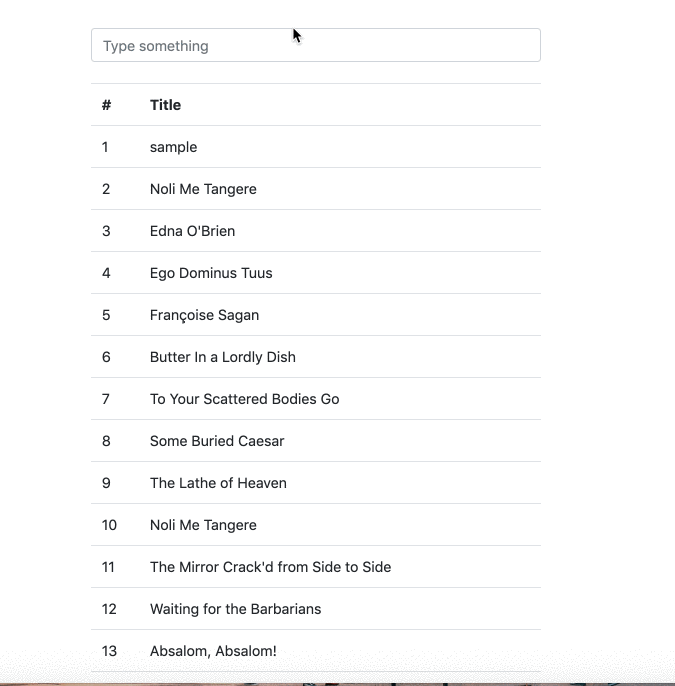 Type something
# Title
1 sample
2 Noli Me Tangere
3 Edna O'Brien
4 Ego Dominus Tuus
5 Françoise Sagan
6 Butter In a Lordly Dish
7 To Your Scattered Bodies Go
8 Some Buried Caesar
9 The Lathe of Heaven
10 Noli Me Tangere
11 The Mirror Crack'd from Side to Side
12 Waiting for the Barbarians
13 Absalom, Absalom!